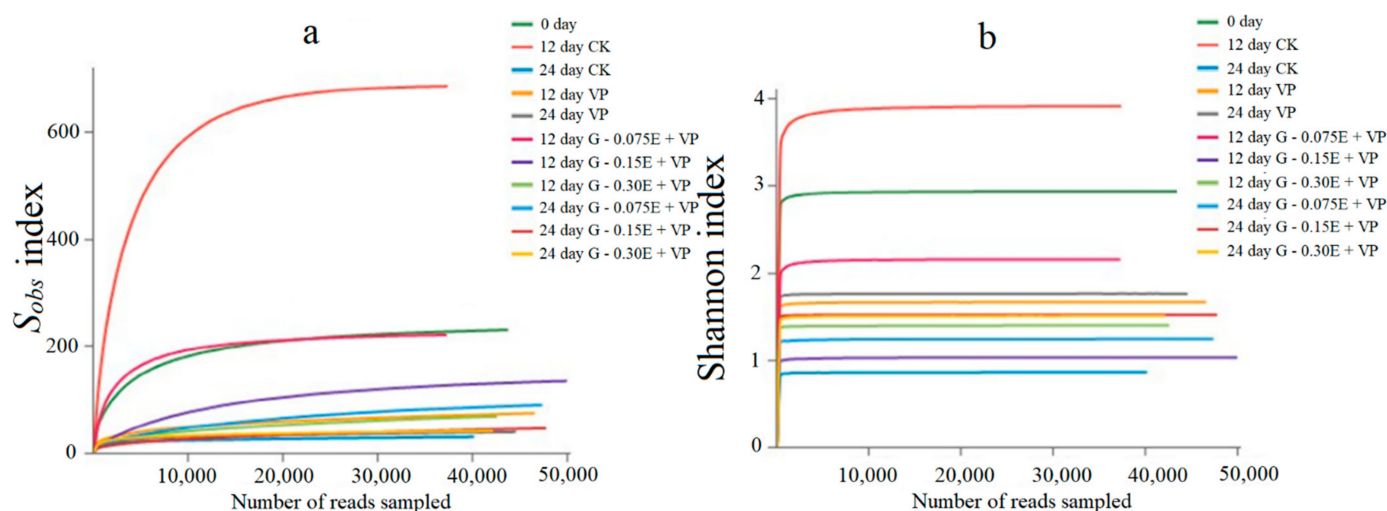 a
0 day
12 day CK
24 day CK
12 day VP
24 day VP
12 day G - 0.075E + VP
12 day G - 0.15E + VP
12 day G - 0.30E + VP
24 day G - 0.075E + VP
24 day G - 0.15E + VP
24 day G - 0.30E + VP
Sobs index
600
400
200
0
10,000 20,000 30,000 40,000 50,000
Number of reads sampled
b
0 day
12 day CK
24 day CK
12 day VP
24 day VP
12 day G - 0.075E + VP
12 day G - 0.15E + VP
12 day G - 0.30E + VP
24 day G - 0.075E + VP
24 day G - 0.15E + VP
24 day G - 0.30E + VP
Shannon index
4
3
2
1
0
10,000 20,000 30,000 40,000 50,000
Number of reads sampled